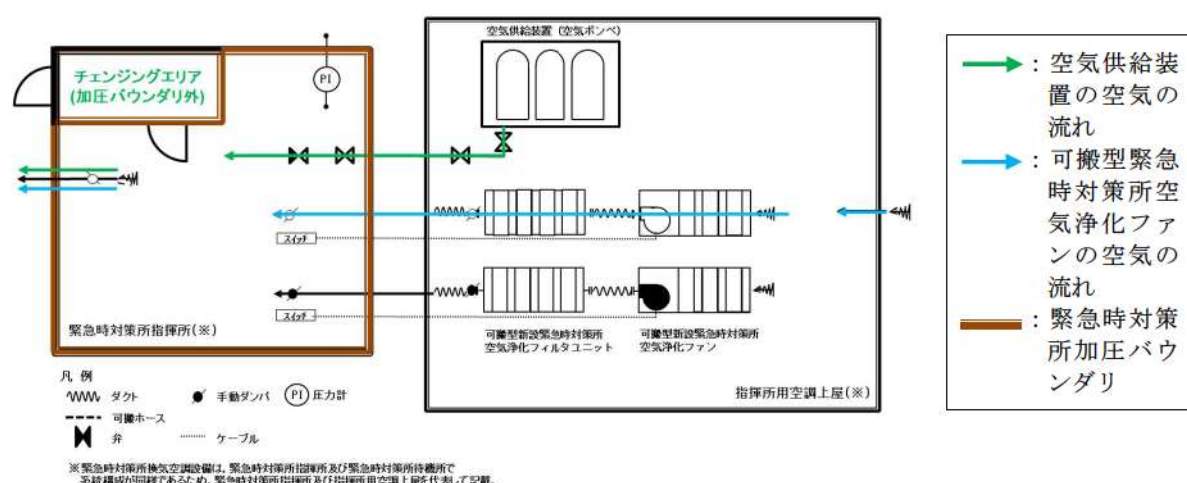 空気供給装置（空気ボンベ）
チェンジングエリア
(加圧バウンダリ外)
PI
スイッチ
スイッチ
緊急時対策所指揮所(※)
可搬型新設緊急時対策所
空気浄化フィルタユニット
可搬型新設緊急時対策所
空気浄化ファン
指揮所用空調上屋(※)
凡 例
ダクト
手動ダンパ
PI 圧力計
可搬ホース
弁
ケーブル
※緊急時対策所換気空調設備は，緊急時対策所指揮所及び緊急時対策所待機所で
系統構成が同様であるため，緊急時対策所指揮所及び指揮所用空調上屋を代表して記載。
：空気供給装
置の空気の
流れ
：可搬型緊急
時対策所空
気浄化ファ
ンの空気の
流れ
：緊急時対策
所加圧バウ
ンダリ